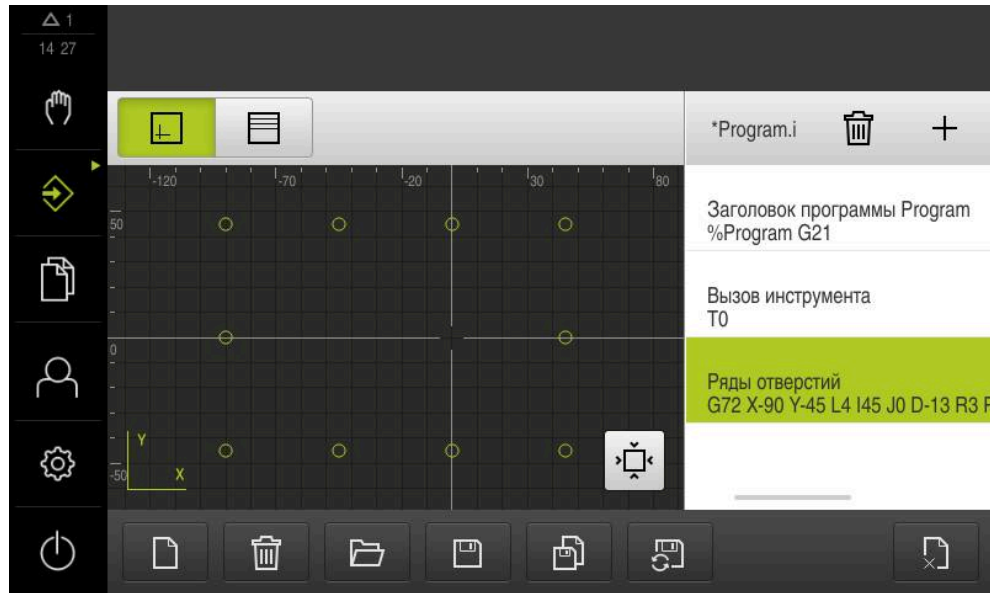 1
14 27
*Program.i
-120 -70 -20 30 80
50
0
-50
Y
X
Заголовок программы Program
%Program G21
Вызов инструмента
T0
Ряды отверстий
G72 X-90 Y-45 L4 I45 J0 D-13 R3